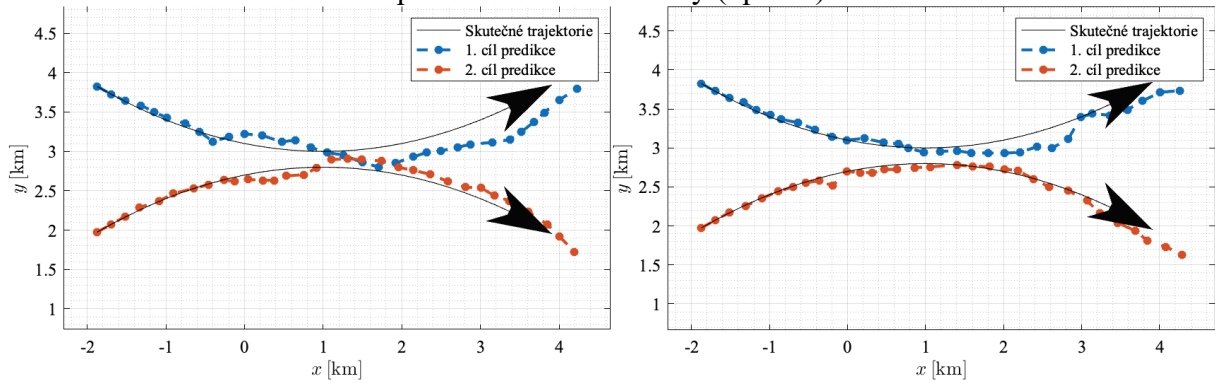 Skutečné trajektorie
1. cíl predikce
2. cíl predikce
4.5
4
3.5
3
2.5
2
1.5
1
y [km]
-2 -1 0 1 2 3 4
x [km]
Skutečné trajektorie
1. cíl predikce
2. cíl predikce
4.5
4
3.5
3
2.5
2
1.5
1
y [km]
-2 -1 0 1 2 3 4
x [km]